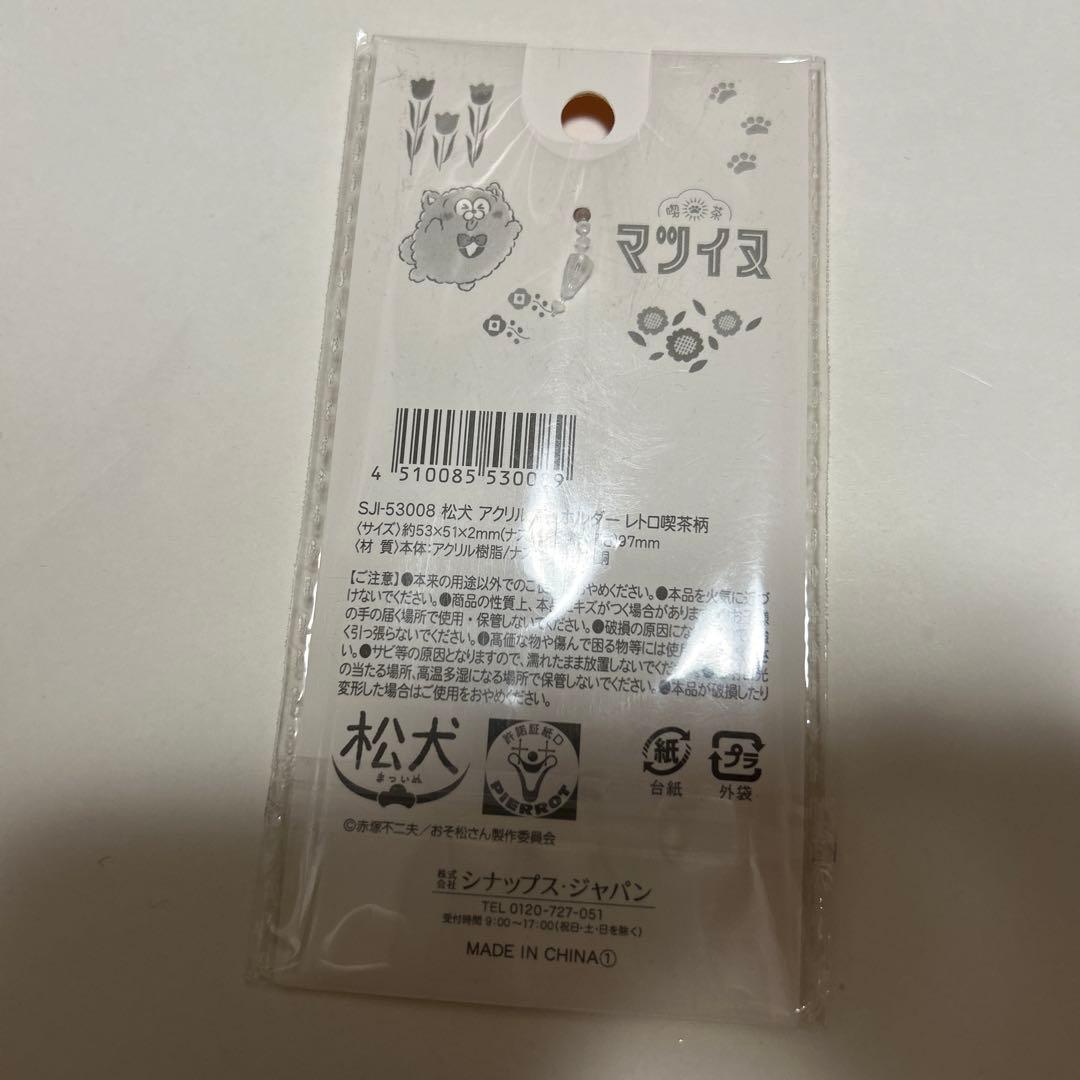 喫茶
マツイヌ
4 510085 530089
SJI-53008 松犬 アクリル ホルダー レトロ喫茶柄
〈サイズ〉約53×51×2mm(ナス 97mm
〈材 質〉本体:アクリル樹脂/ナ 銅
【ご注意】●本来の用途以外でのご使 おやめください。●本品を火気に近づ
けないでください。●商品の性質上、本 キズがつく場合があります
の手の届く場所で使用・保管しないでください。●破損の原因にな
く引っ張らないでください。●高価な物や傷んで困る物等には使用
い。●サビ等の原因となりますので、濡れたまま放置しないでくだ 光
の当たる場所、高温多湿になる場所で保管しないでください。●本品が破損したり
変形した場合はご使用をおやめください。
松犬
まついぬ
許諾証紙D
PIERROT
紙
台紙
プラ
外袋
©赤塚不二夫/おそ松さん製作委員会
株式会社 シナップス・ジャパン
TEL 0120-727-051
受付時間 9:00〜17:00(祝日・土・日を除く)
MADE IN CHINA①